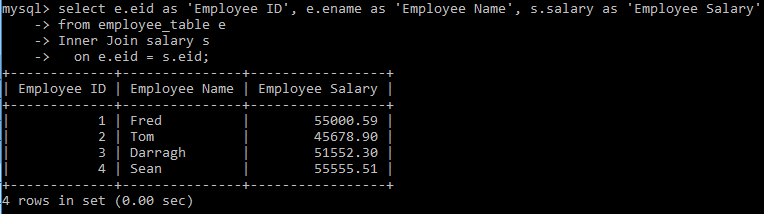 mysql> select e.eid as 'Employee ID', e.ename as 'Employee Name', s.salary as 'Employee Salary'
    -> from employee_table e
    -> Inner Join salary s
    ->   on e.eid = s.eid;
+-------------+---------------+-----------------+
| Employee ID | Employee Name | Employee Salary |
+-------------+---------------+-----------------+
|           1 | Fred          |        55000.59 |
|           2 | Tom           |        45678.90 |
|           3 | Darragh       |        51552.30 |
|           4 | Sean          |        55555.51 |
+-------------+---------------+-----------------+
4 rows in set (0.00 sec)